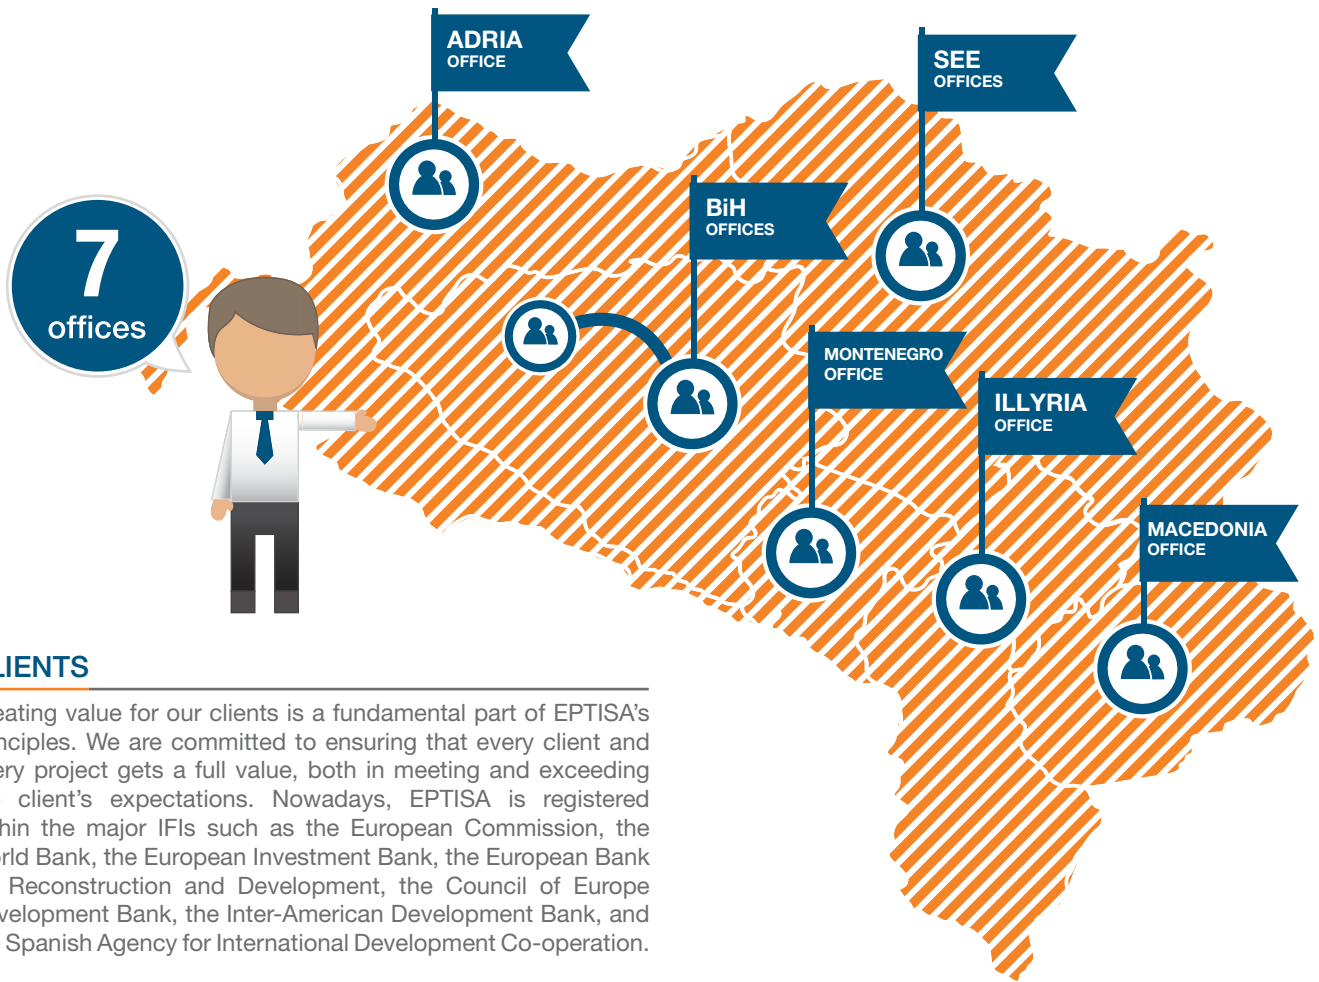 ADRIA
OFFICE
SEE
OFFICES
BiH
OFFICES
7
offices
MONTENEGRO
OFFICE
ILLYRIA
OFFICE
MACEDONIA
OFFICE
LIENTS
eating value for our clients is a fundamental part of EPTISA’s
nciples. We are committed to ensuring that every client and
ery project gets a full value, both in meeting and exceeding
client’s expectations. Nowadays, EPTISA is registered
hin the major IFIs such as the European Commission, the
orld Bank, the European Investment Bank, the European Bank
Reconstruction and Development, the Council of Europe
velopment Bank, the Inter-American Development Bank, and
Spanish Agency for International Development Co-operation.